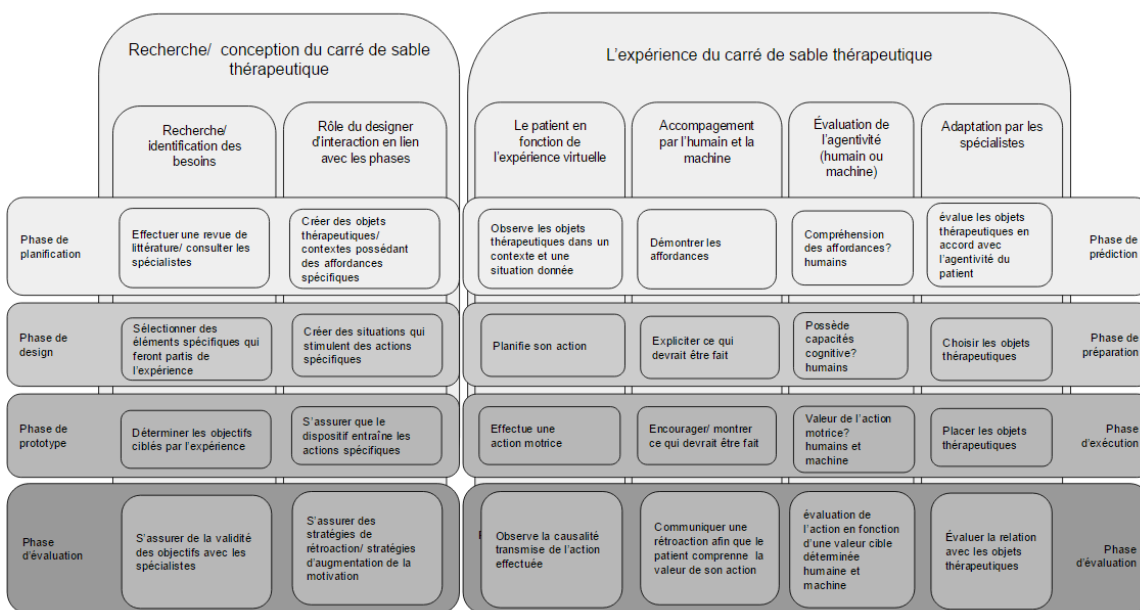 Recherche/ conception du carré de sable
thérapeutique
L'expérience du carré de sable thérapeutique
Recherche/
identification des
besoins
Rôle du designer
d'interaction en lien
avec les phases
Le patient en
fonction de
l'expérience virtuelle
Accompagement
par l'humain et la
machine
Évaluation de
l'agentivité
(humain ou
machine)
Adaptation par les
spécialistes
Phase de
planification
Effectuer une revue de
littérature/ consulter les
spécialistes
Créer des objets
thérapeutiques/
contextes possédant
des affordances
spécifiques
Observe les objets
thérapeutiques dans un
contexte et une
situation donnée
Démontrer les
affordances
Compréhension
des affordances?
humains
évalue les objets
thérapeutiques en
accord avec
l'agentivité du
patient
Phase de
prédiction
Phase de
design
Sélectionner des
éléments spécifiques qui
feront partis de
l'expérience
Créer des situations qui
stimulent des actions
spécifiques
Planifie son action
Expliciter ce qui
devrait être fait
Possède
capacités
cognitive?
humains
Choisir les objets
thérapeutiques
Phase de
préparation
Phase de
prototype
Déterminer les objectifs
ciblés par l'expérience
S'assurer que le
dispositif entraîne les
actions spécifiques
Effectue une
action motrice
Encourager/ montrer
ce qui devrait être fait
Valeur de l'action
motrice?
humains et
machine
Placer les objets
thérapeutiques
Phase
d'exécution
Phase
d'évaluation
S'assurer de la validité
des objectifs avec les
spécialistes
S'assurer des
stratégies de
rétroaction/ stratégies
d'augmentation de la
motivation
Observe la causalité
transmise de l'action
effectuée
Communiquer une
rétroaction afin que le
patient comprenne la
valeur de son action
évaluation de
l'action en fonction
d'une valeur cible
déterminée
humaine et
machine
Évaluer la relation
avec les objets
thérapeutiques
Phase
d'évaluation